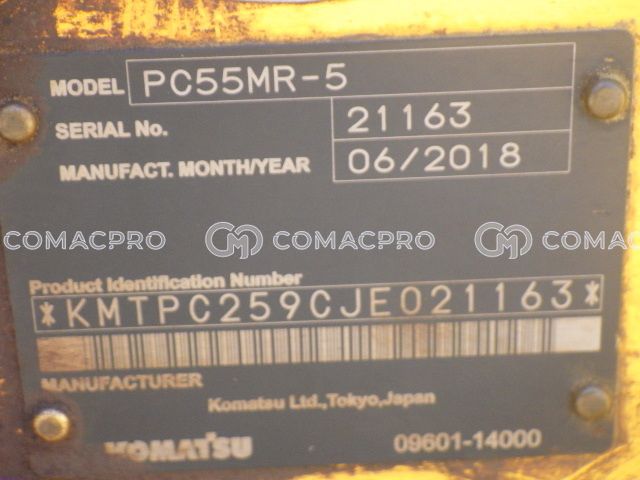 MODEL PC55MR-5
SERIAL No. 21163
MANUFACT. MONTH/YEAR 06/2018
COMACPRO COMACPRO COMACPRO
Product Identification Number
*KMTPC259CJE021163*
MANUFACTURER
Komatsu Ltd.,Tokyo,Japan
KOMATSU 09601-14000